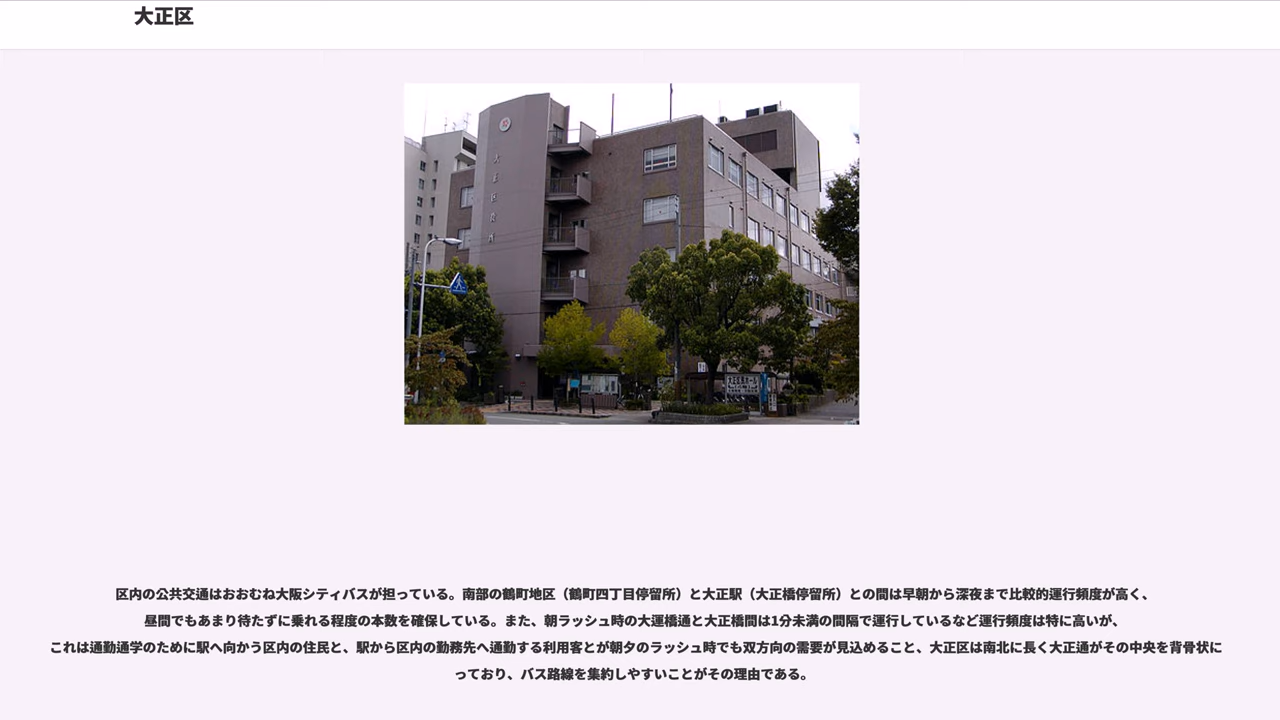 大正区
大正区役所
区内の公共交通はおおむね大阪シティバスが担っている。南部の鶴町地区（鶴町四丁目停留所）と大正駅（大正橋停留所）との間は早朝から深夜まで比較的運行頻度が高く、
昼間でもあまり待たずに乗れる程度の本数を確保している。また、朝ラッシュ時の大運橋通と大正橋間は1分未満の間隔で運行しているなど運行頻度は特に高いが、
これは通勤通学のために駅へ向かう区内の住民と、駅から区内の勤務先へ通勤する利用客とが朝夕のラッシュ時でも双方向の需要が見込めること、大正区は南北に長く大正通がその中央を背骨状に
っており、バス路線を集約しやすいことがその理由である。